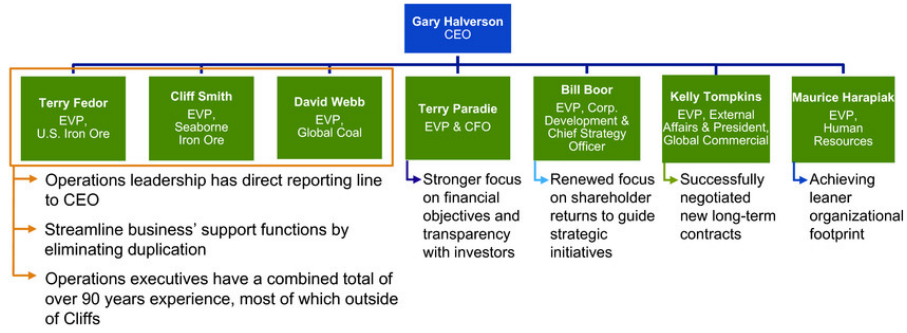 Gary Halverson
CEO
Terry Fedor
EVP,
U.S. Iron Ore
Cliff Smith
EVP,
Seaborne
Iron Ore
David Webb
EVP,
Global Coal
Terry Paradie
EVP & CFO
Bill Boor
EVP, Corp.
Development &
Chief Strategy
Officer
Kelly Tompkins
EVP, External
Affairs & President,
Global Commercial
Maurice Harapiak
EVP,
Human
Resources
Operations leadership has direct reporting line
to CEO
Streamline business' support functions by
eliminating duplication
Operations executives have a combined total of
over 90 years experience, most of which outside
of Cliffs
Stronger focus
on financial
objectives and
transparency
with investors
Renewed focus
on shareholder
returns to guide
strategic
initiatives
Successfully
negotiated
new long-term
contracts
Achieving
leaner
organizational
footprint